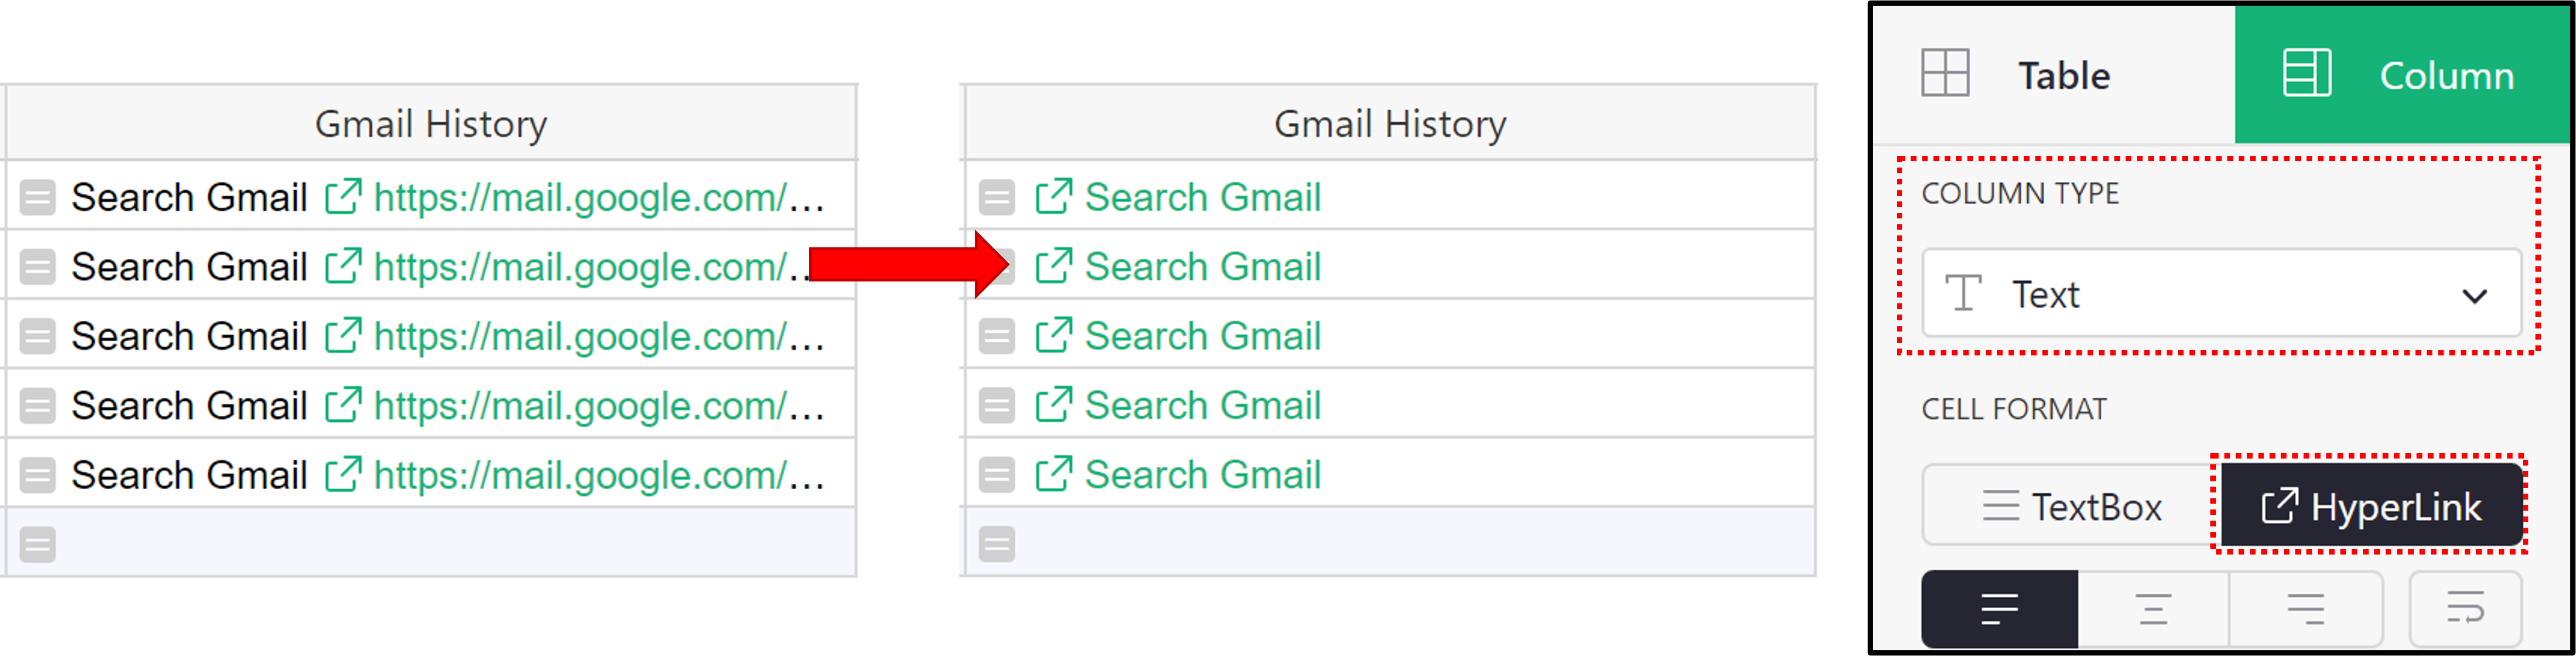 Gmail History
Search Gmail https://mail.google.com/...
Search Gmail https://mail.google.com/..
Search Gmail https://mail.google.com/...
Search Gmail https://mail.google.com/...
Search Gmail https://mail.google.com/...
Gmail History
Search Gmail
Search Gmail
Search Gmail
Search Gmail
Search Gmail
Table
Column
COLUMN TYPE
Text
CELL FORMAT
TextBox
HyperLink